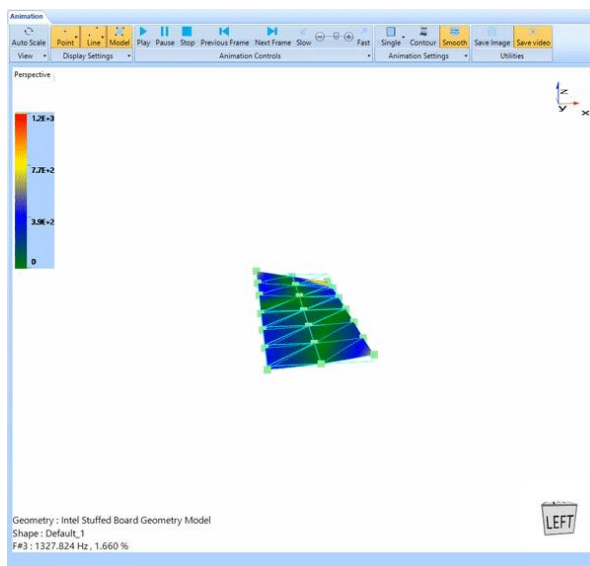 Animation
Auto Scale Point Line Model Play Pause Stop Previous Frame Next Frame Slow Fast Single Contour Smooth Save Image Save video
View Display Settings Animation Controls Animation Settings Utilities
Perspective
z
y x
1.2E+3
7.7E+2
3.9E+2
0
LEFT
Geometry : Intel Stuffed Board Geometry Model
Shape : Default_1
F#3 : 1327.824 Hz , 1.660 %